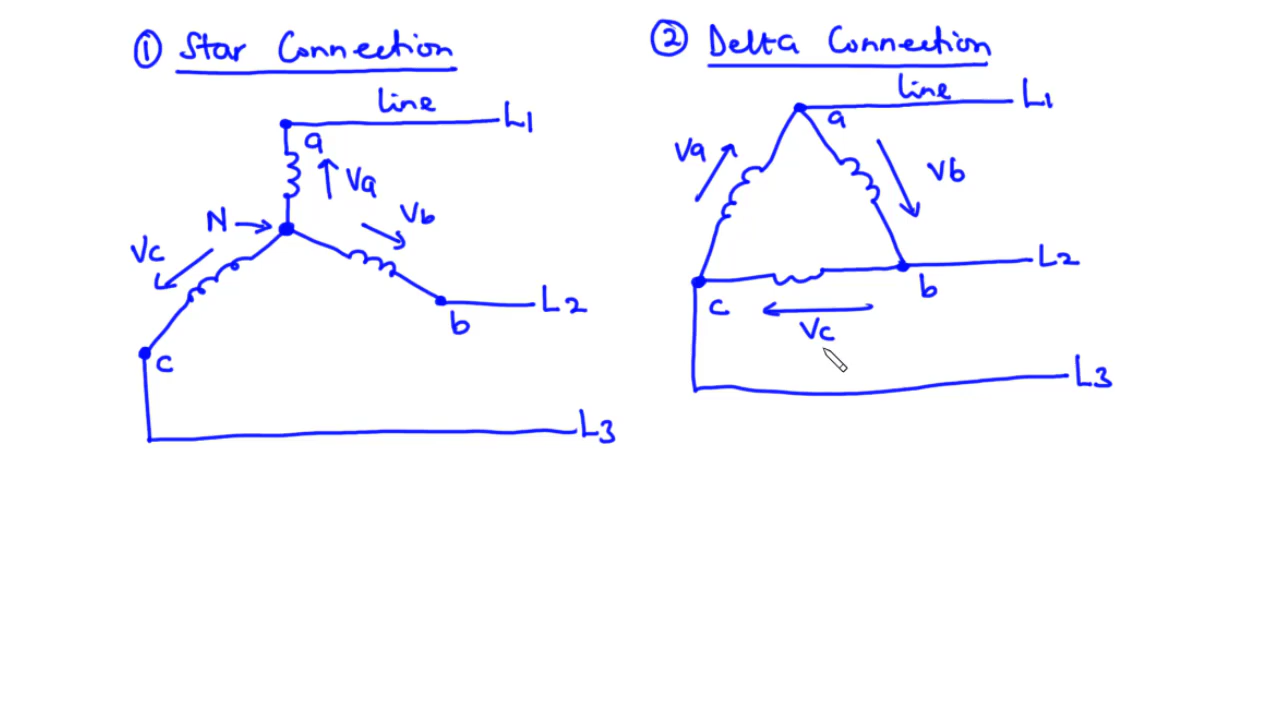 ① Star Connection
line
L1
a
Va
N
Vb
Vc
L2
b
c
L3
② Delta Connection
line
L1
a
Va
Vb
L2
b
c
Vc
L3